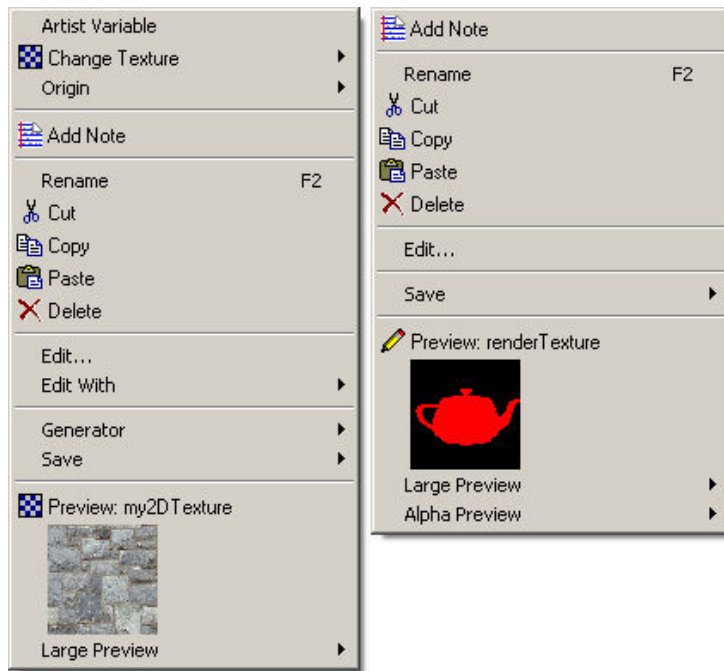 Artist Variable
Change Texture
Origin
Add Note
Rename F2
Cut
Copy
Paste
Delete
Edit...
Edit With
Generator
Save
Preview: my2DTexture
Large Preview
Add Note
Rename F2
Cut
Copy
Paste
Delete
Edit...
Save
Preview: renderTexture
Large Preview
Alpha Preview